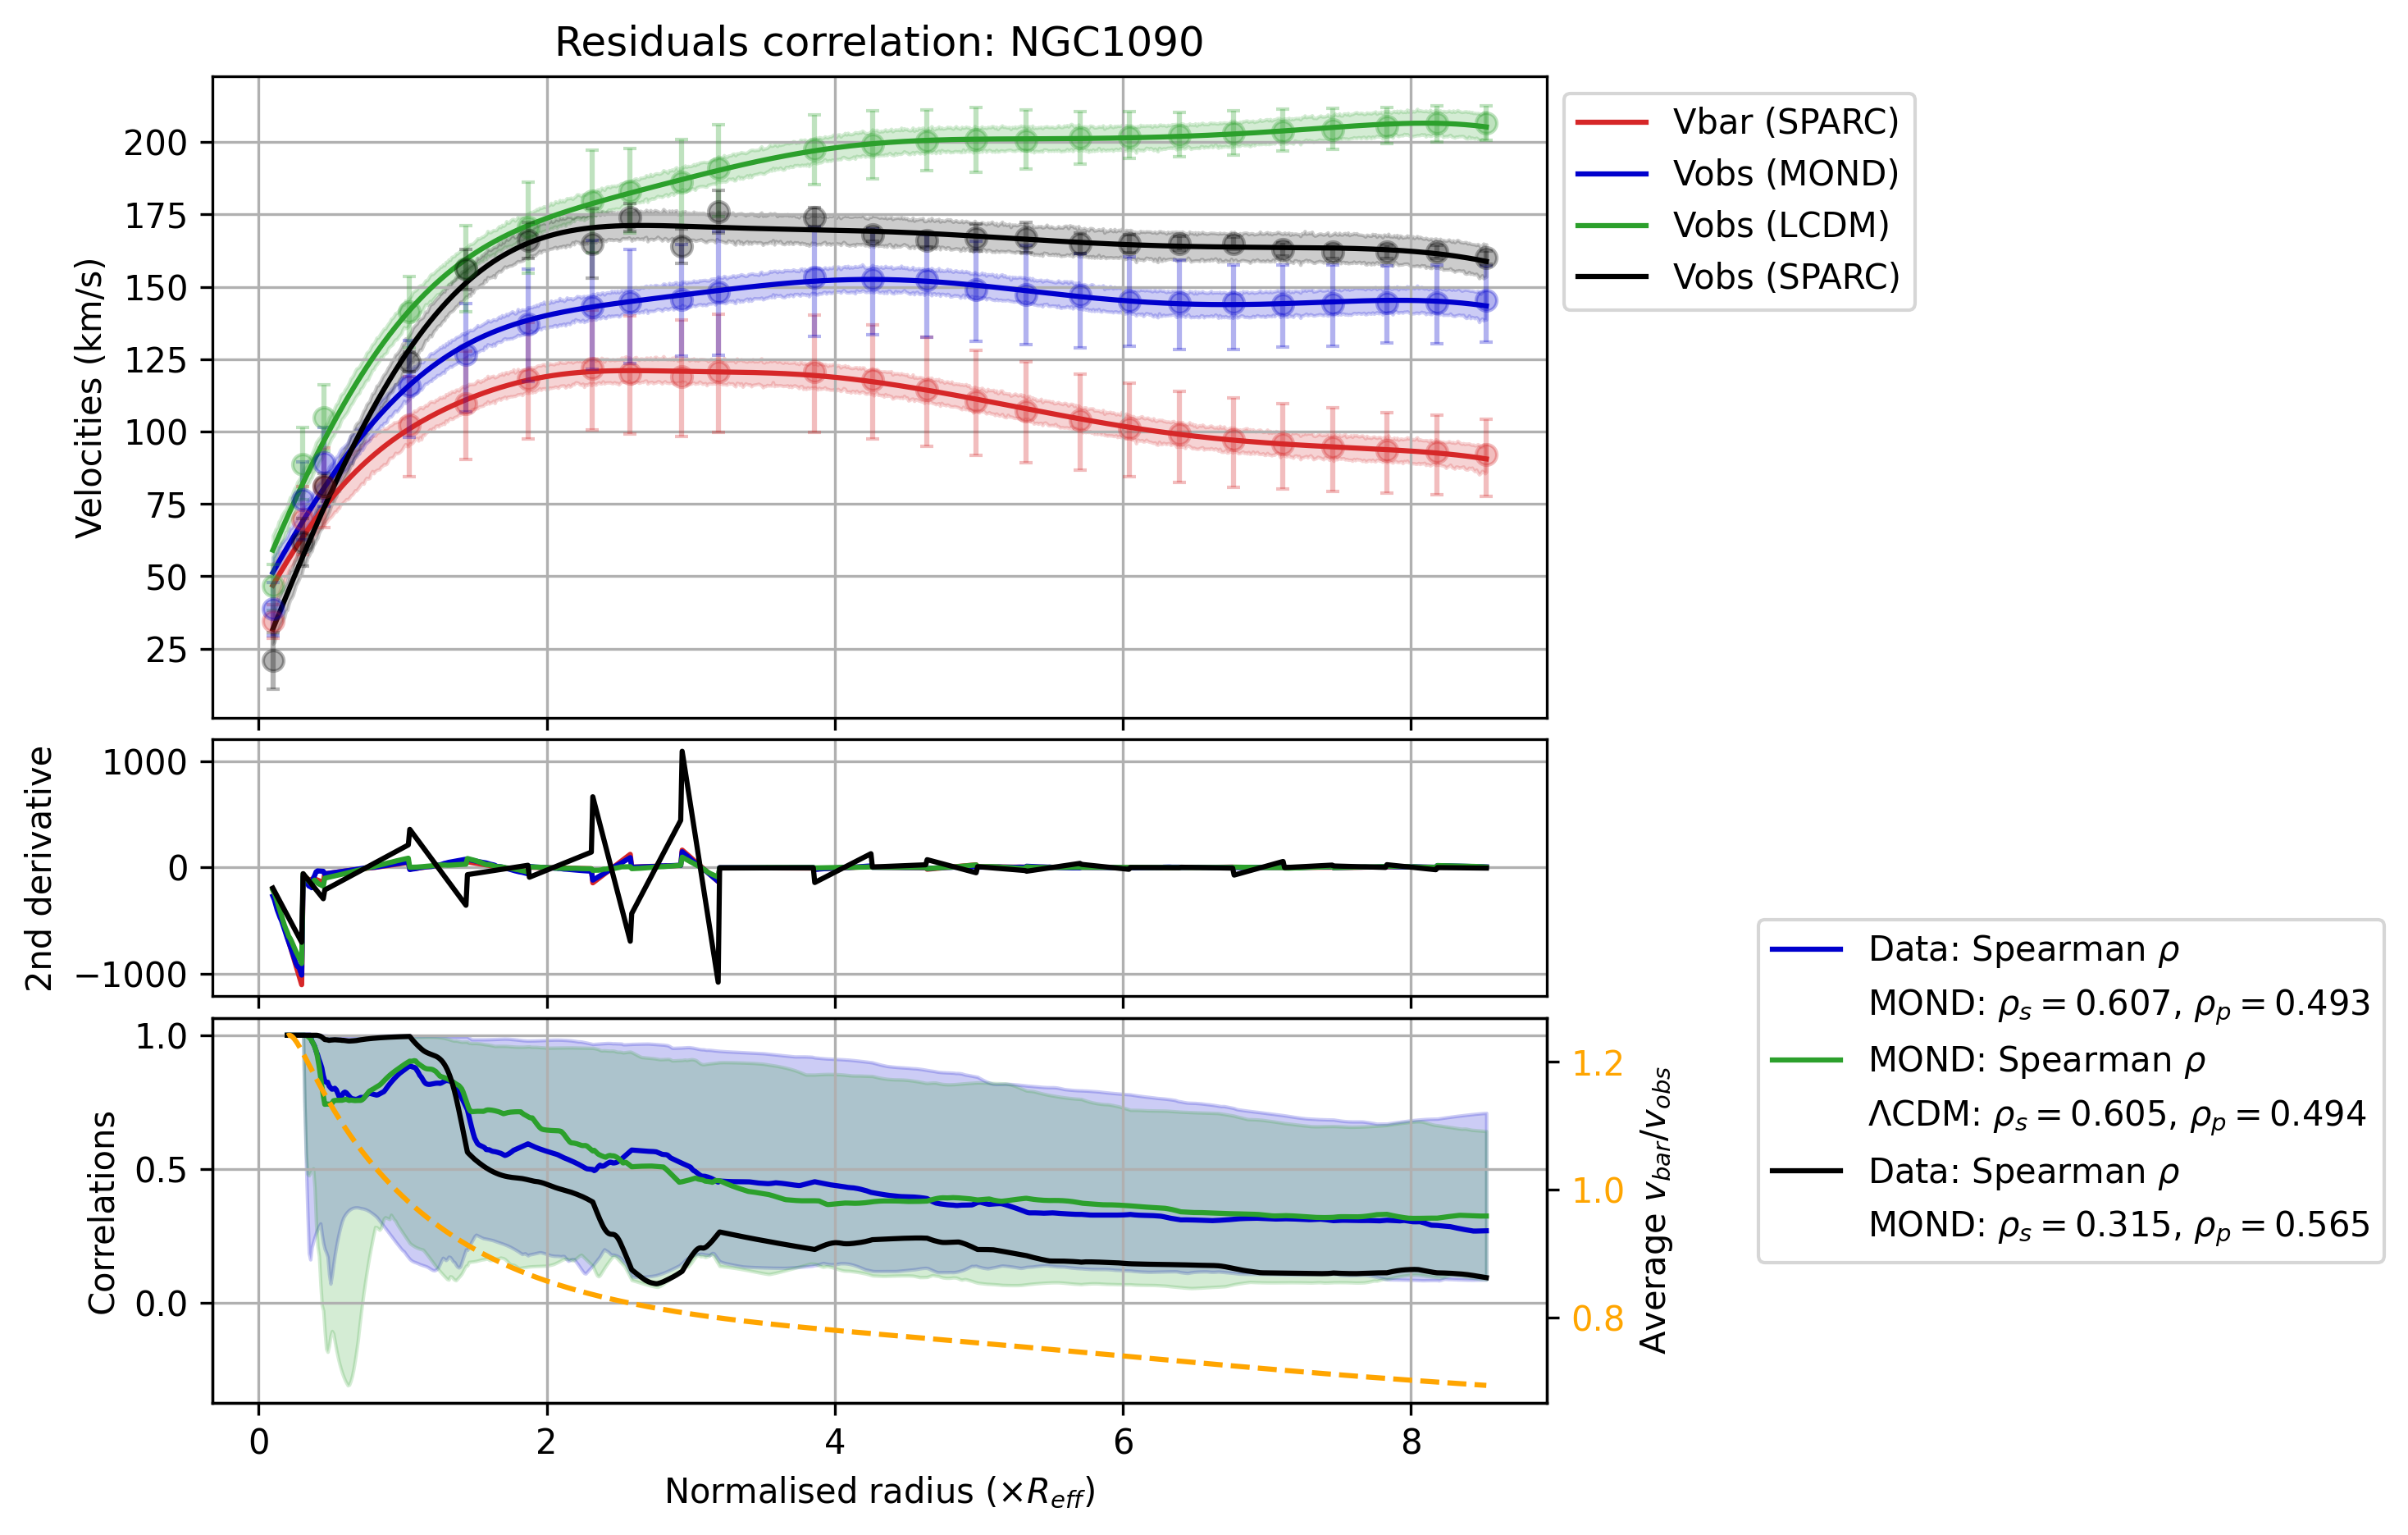 Residuals correlation: NGC1090
Velocities (km/s)
200
175
150
125
100
75
50
25
Vbar (SPARC)
Vobs (MOND)
Vobs (LCDM)
Vobs (SPARC)
2nd derivative
1000
0
−1000
Correlations
1.0
0.5
0.0
1.2
1.0
0.8
Average v_bar/v_obs
Data: Spearman ρ
MOND: ρ_s = 0.607, ρ_p = 0.493
MOND: Spearman ρ
ΛCDM: ρ_s = 0.605, ρ_p = 0.494
Data: Spearman ρ
MOND: ρ_s = 0.315, ρ_p = 0.565
0 2 4 6 8
Normalised radius (×R_eff)